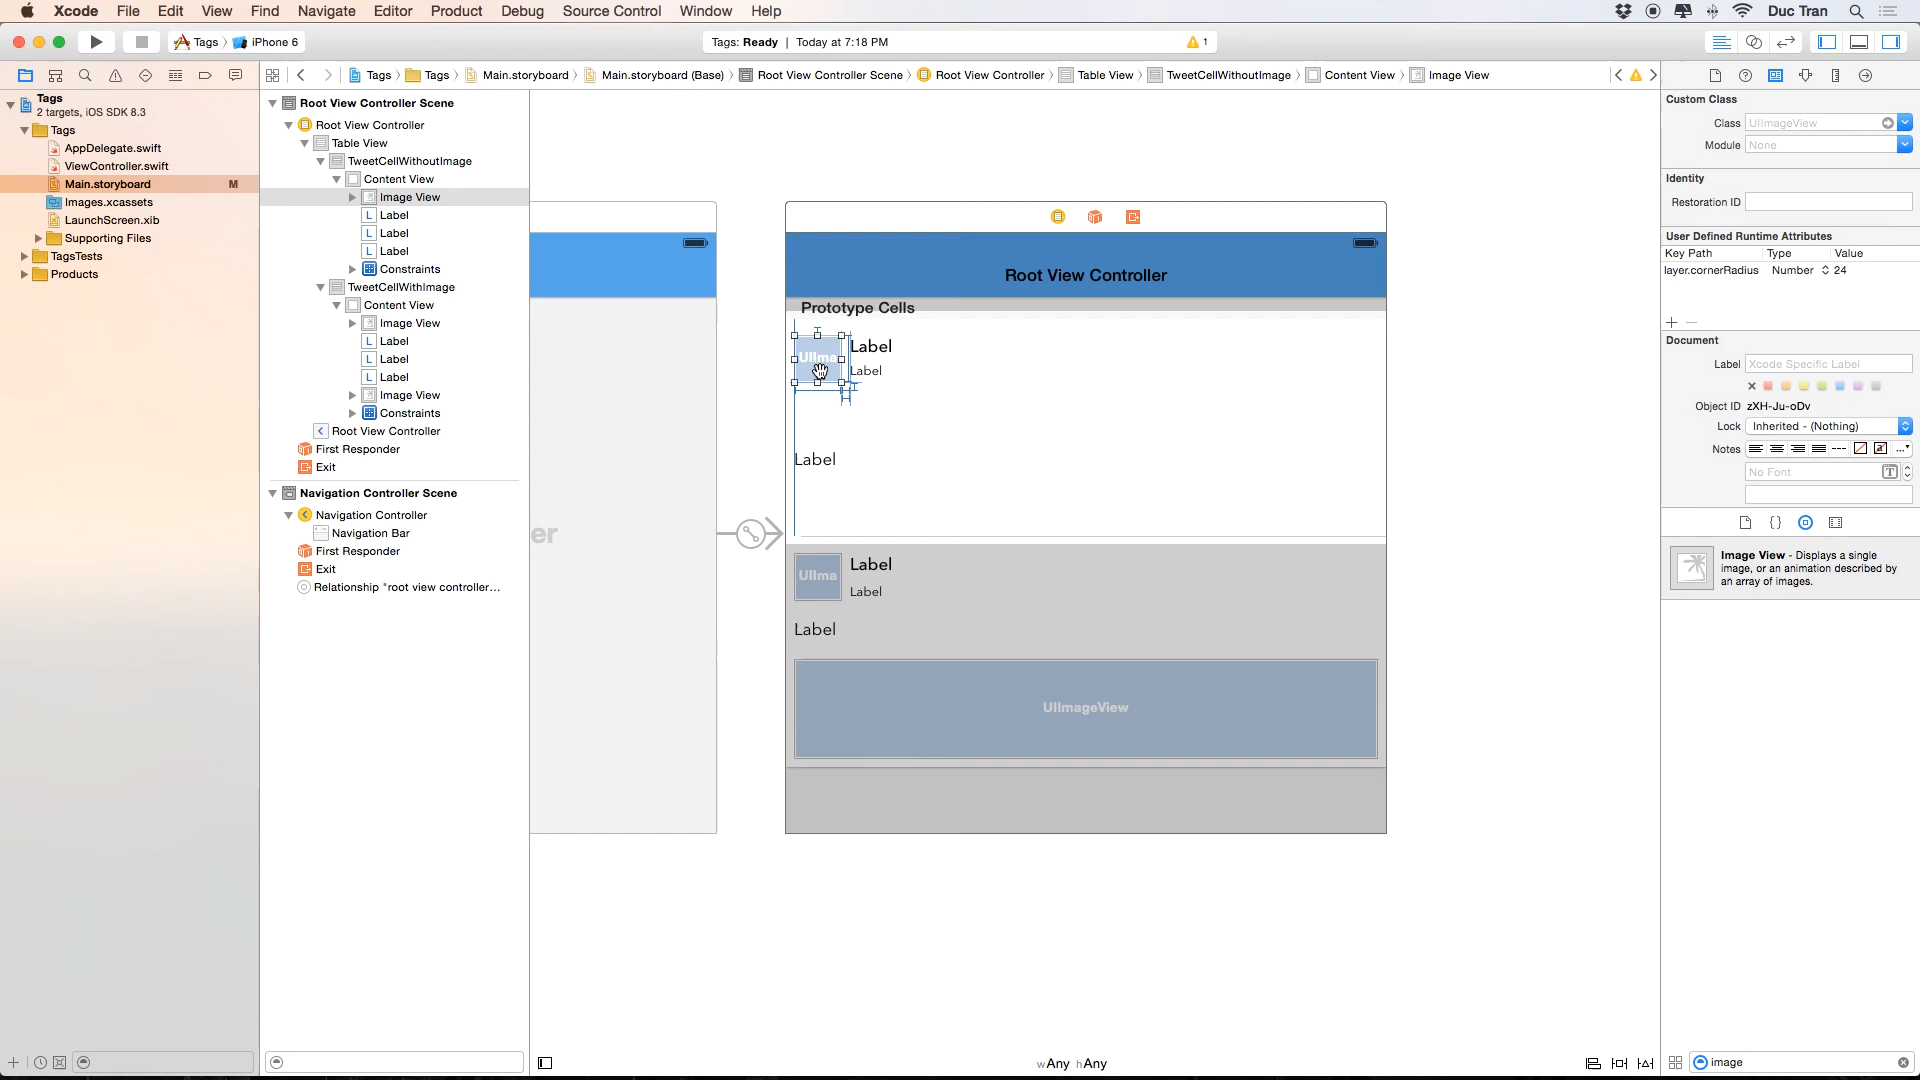 Xcode File Edit View Find Navigate Editor Product Debug Source Control Window Help Duc Tran
Tags iPhone 6 Tags: Ready | Today at 7:18 PM 1
Tags Tags Main.storyboard Main.storyboard (Base) Root View Controller Scene Root View Controller Table View TweetCellWithoutImage Content View Image View
Tags
2 targets, iOS SDK 8.3
Tags
AppDelegate.swift
ViewController.swift
Main.storyboard M
Images.xcassets
LaunchScreen.xib
Supporting Files
TagsTests
Products
Root View Controller Scene
Root View Controller
Table View
TweetCellWithoutImage
Content View
Image View
L Label
L Label
L Label
Constraints
TweetCellWithImage
Content View
Image View
L Label
L Label
L Label
Image View
Constraints
Root View Controller
First Responder
Exit
Navigation Controller Scene
Navigation Controller
Navigation Bar
First Responder
Exit
Relationship "root view controller...
er
Root View Controller
Prototype Cells
UIIma
Label
Label
Label
UIIma
Label
Label
Label
UIImageView
wAny hAny
Custom Class
Class UIImageView
Module None
Identity
Restoration ID
User Defined Runtime Attributes
Key Path Type Value
layer.cornerRadius Number 24
Document
Label Xcode Specific Label
Object ID zXH-Ju-oDv
Lock Inherited - (Nothing)
Notes
No Font T
Image View - Displays a single
image, or an animation described by
an array of images.
image